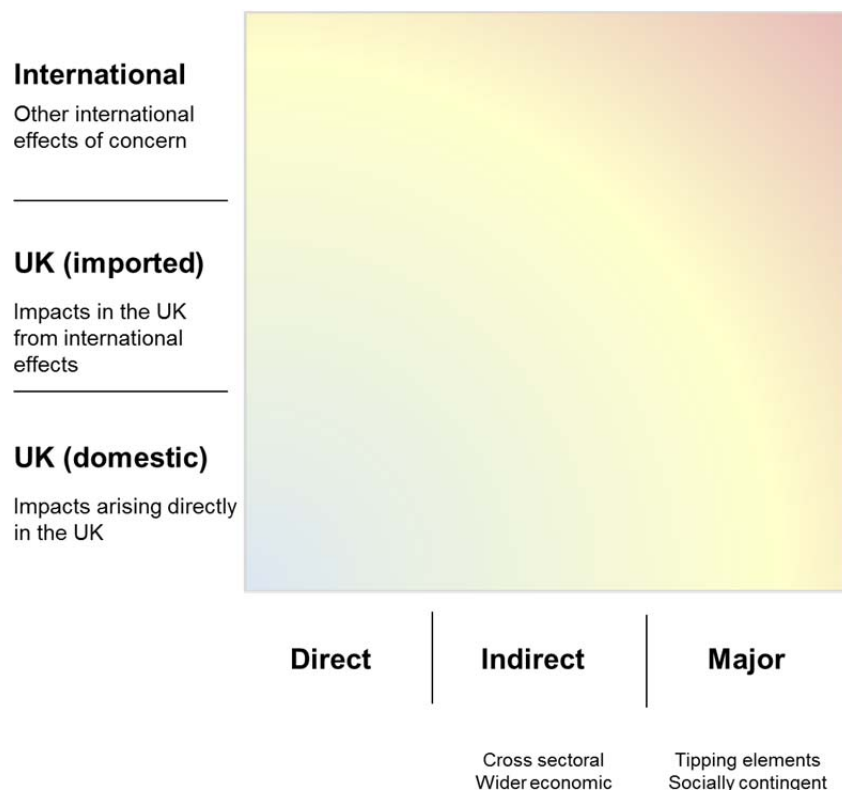 International
Other international
effects of concern
UK (imported)
Impacts in the UK
from international
effects
UK (domestic)
Impacts arising directly
in the UK
Direct
Indirect
Major
Cross sectoral
Wider economic
Tipping elements
Socially contingent